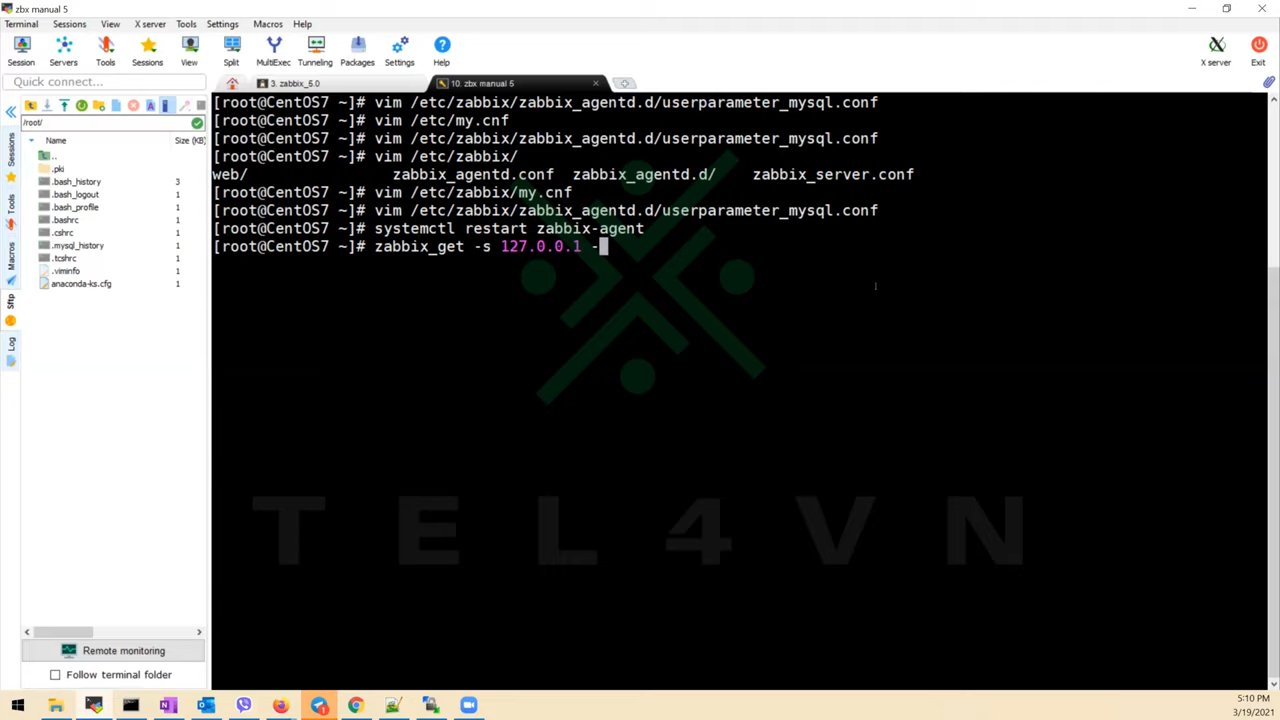 zbx manual 5
Terminal Sessions View X server Tools Settings Macros Help
Session Servers Tools Sessions View Split MultiExec Tunneling Packages Settings Help X server Exit
Quick connect...
3. zabbix_5.0
10. zbx manual 5
/root/
Name Size (KB)
..
.pki
.bash_history 3
.bash_logout 1
.bash_profile 1
.bashrc 1
.cshrc 1
.mysql_history 1
.tcshrc 1
.viminfo 1
anaconda-ks.cfg 1
Sessions
Tools
Macros
Sftp
Log
[root@CentOS7 ~]# vim /etc/zabbix/zabbix_agentd.d/userparameter_mysql.conf
[root@CentOS7 ~]# vim /etc/my.cnf
[root@CentOS7 ~]# vim /etc/zabbix/zabbix_agentd.d/userparameter_mysql.conf
[root@CentOS7 ~]# vim /etc/zabbix/
web/ zabbix_agentd.conf zabbix_agentd.d/ zabbix_server.conf
[root@CentOS7 ~]# vim /etc/zabbix/my.cnf
[root@CentOS7 ~]# vim /etc/zabbix/zabbix_agentd.d/userparameter_mysql.conf
[root@CentOS7 ~]# systemctl restart zabbix-agent
[root@CentOS7 ~]# zabbix_get -s 127.0.0.1 -
TEL4VN
Remote monitoring
Follow terminal folder
5:10 PM
3/19/2021